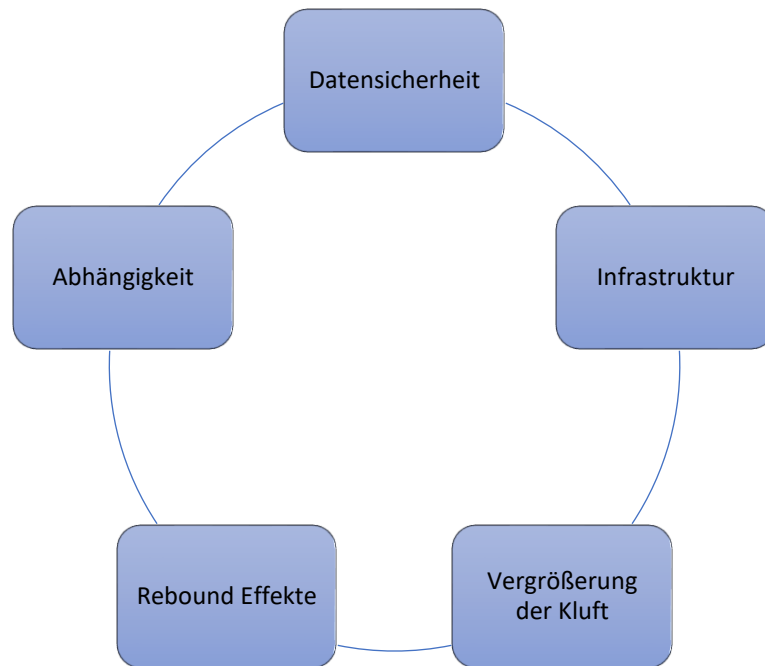 Datensicherheit
Abhängigkeit
Infrastruktur
Rebound Effekte
Vergrößerung
der Kluft